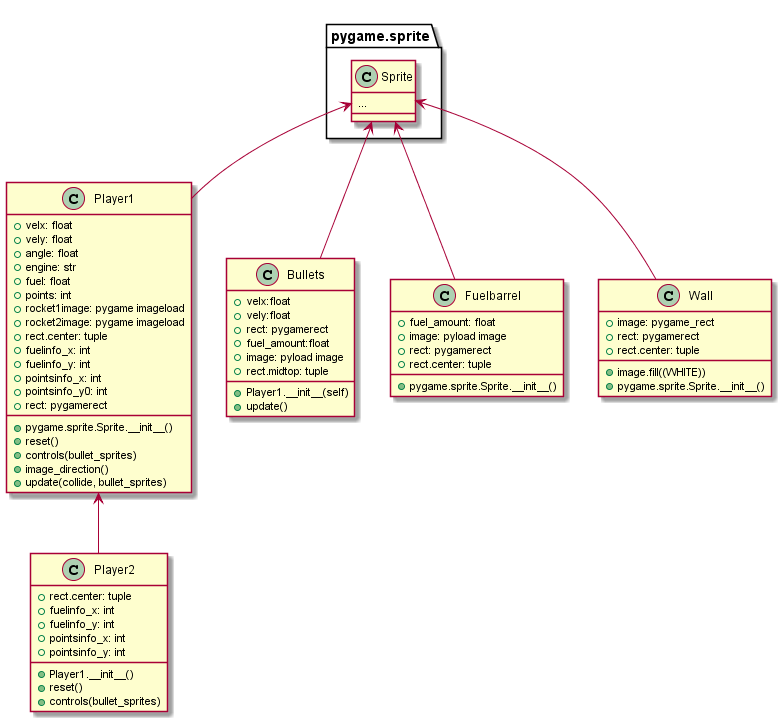 pygame.sprite
C Sprite
...
C Player1
velx: float
vely: float
angle: float
engine: str
fuel: float
points: int
rocket1image: pygame imageload
rocket2image: pygame imageload
rect.center: tuple
fuelinfo_x: int
fuelinfo_y: int
pointsinfo_x: int
pointsinfo_y0: int
rect: pygamerect
pygame.sprite.Sprite.__init__()
reset()
controls(bullet_sprites)
image_direction()
update(collide, bullet_sprites)
C Bullets
velx:float
vely:float
rect: pygamerect
fuel_amount:float
image: pyload image
rect.midtop: tuple
Player1.__init__(self)
update()
C Fuelbarrel
fuel_amount: float
image: pyload image
rect: pygamerect
rect.center: tuple
pygame.sprite.Sprite.__init__()
C Wall
image: pygame_rect
rect: pygamerect
rect.center: tuple
image.fill((WHITE))
pygame.sprite.Sprite.__init__()
C Player2
rect.center: tuple
fuelinfo_x: int
fuelinfo_y: int
pointsinfo_x: int
pointsinfo_y: int
Player1.__init__()
reset()
controls(bullet_sprites)